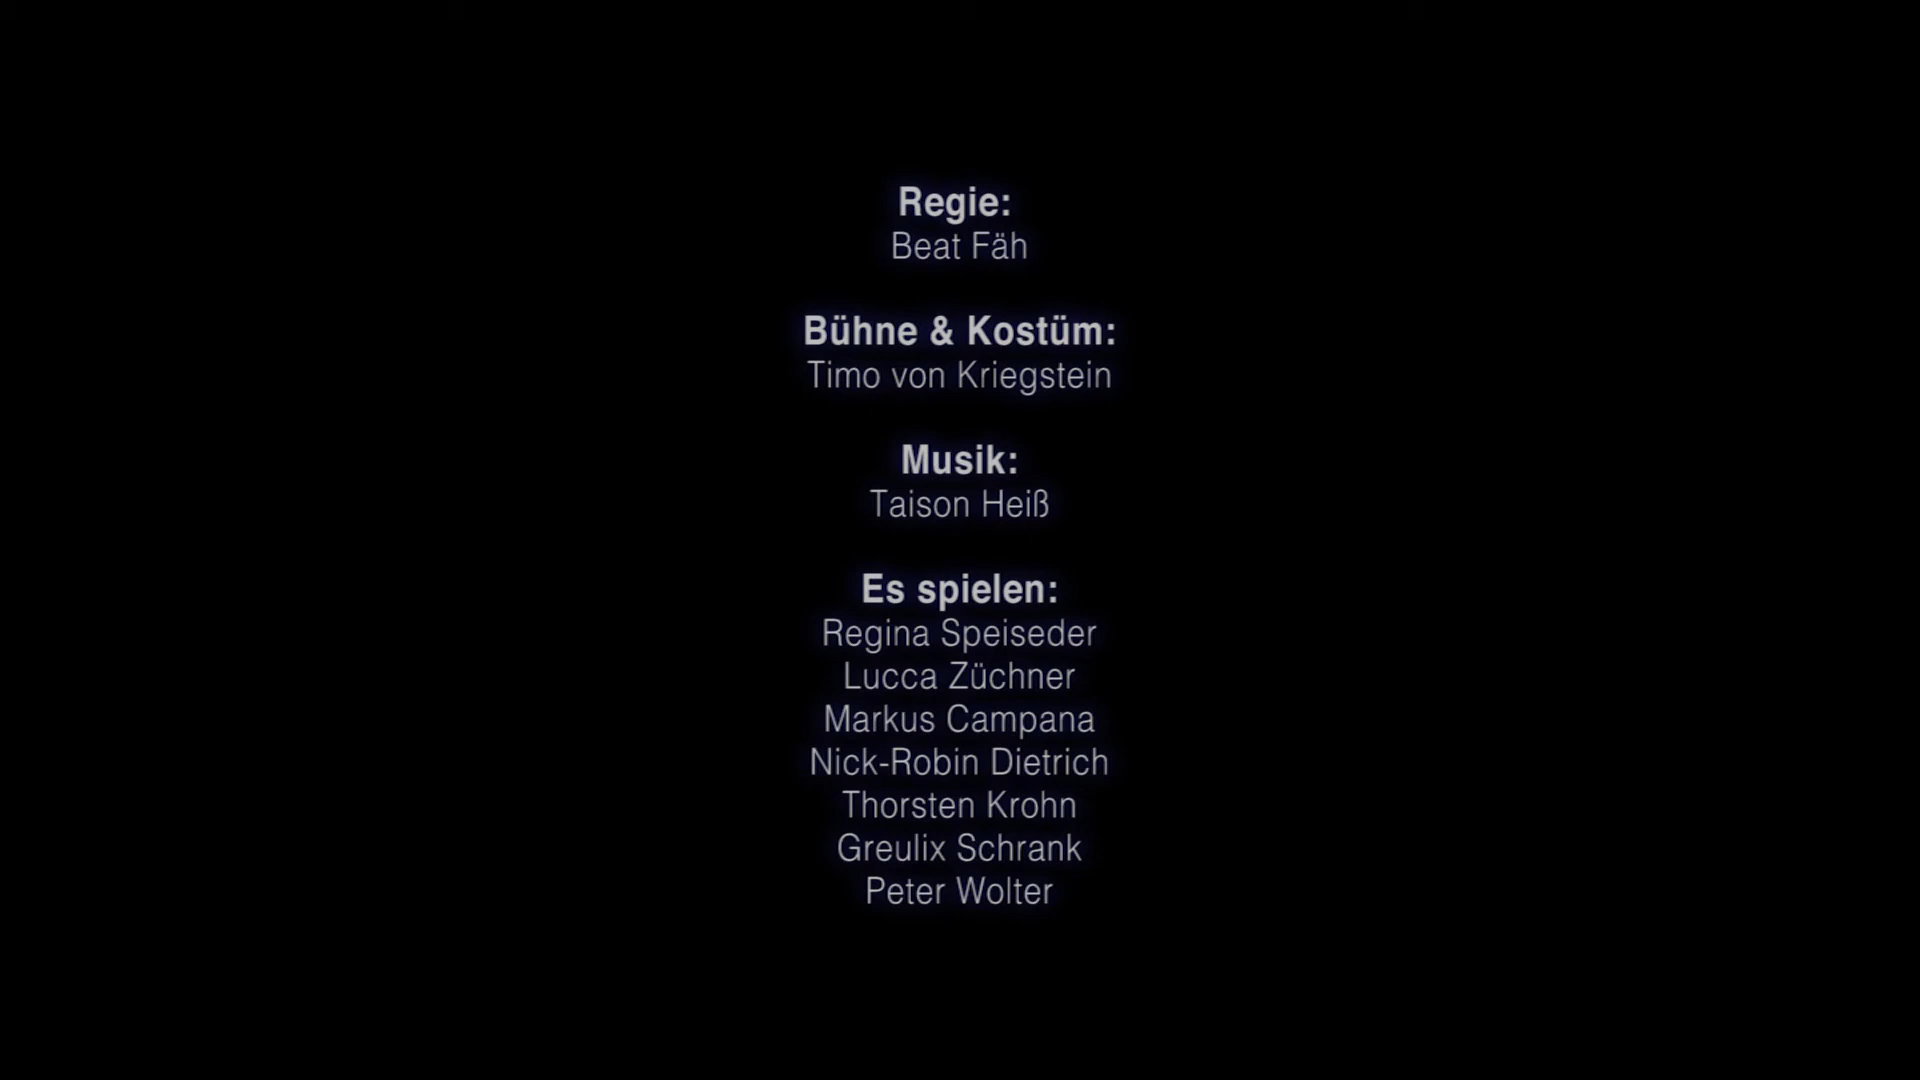 Regie:
Beat Fäh
Bühne & Kostüm:
Timo von Kriegstein
Musik:
Taison Heiß
Es spielen:
Regina Speiseder
Lucca Züchner
Markus Campana
Nick-Robin Dietrich
Thorsten Krohn
Greulix Schrank
Peter Wolter